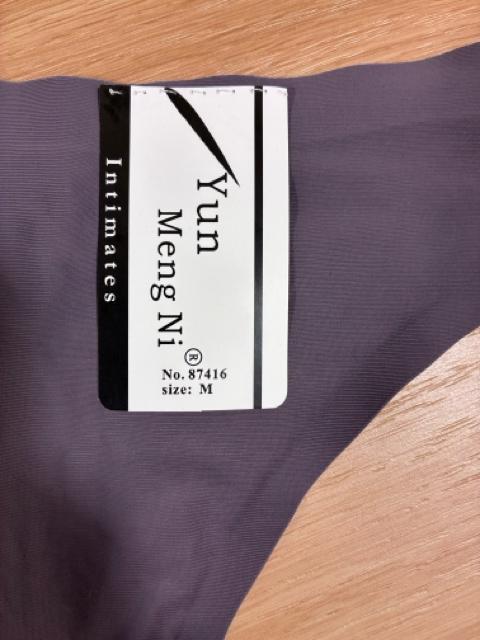 Intimates
Yun
Meng Ni®
No. 87416
size: M